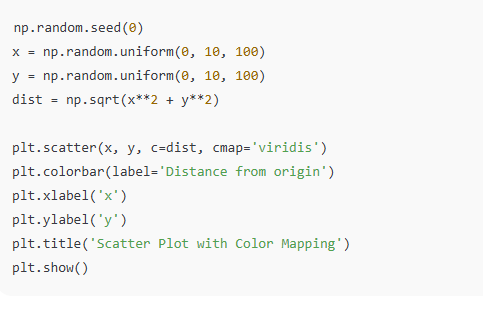 np.random.seed(0)
x = np.random.uniform(0, 10, 100)
y = np.random.uniform(0, 10, 100)
dist = np.sqrt(x**2 + y**2)
plt.scatter(x, y, c=dist, cmap='viridis')
plt.colorbar(label='Distance from origin')
plt.xlabel('x')
plt.ylabel('y')
plt.title('Scatter Plot with Color Mapping')
plt.show()